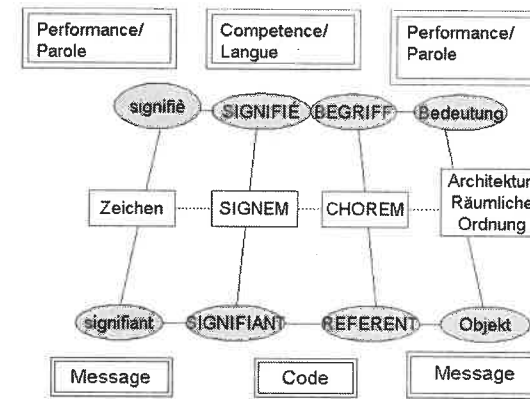 Performance/
Parole
Competence/
Langue
Performance/
Parole
signifiè
SIGNIFIÉ
BEGRIFF
Bedeutung
Zeichen
SIGNEM
CHOREM
Architektur
Räumliche
Ordnung
signifiant
SIGNIFIANT
REFERENT
Objekt
Message
Code
Message